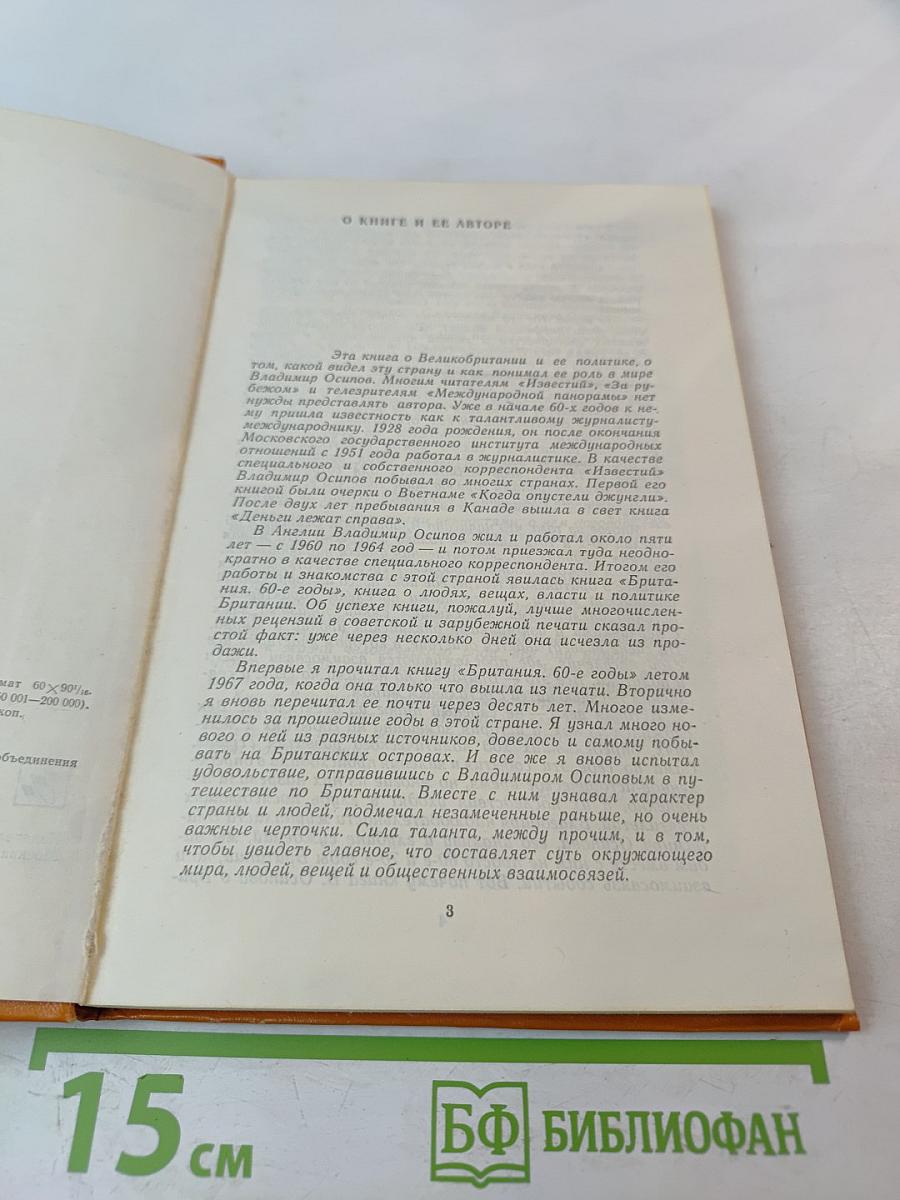 О КНИГЕ И ЕЕ АВТОРЕ
Эта книга о Великобритании и ее политике, о
том, какой видел эту страну и как понимал ее роль в мире
Владимир Осипов. Многим читателям «Известий», «За ру-
бежом» и телезрителям «Международной панорамы» нет
нужды представлять автора. Уже в начале 60-х годов к не-
му пришла известность как к талантливому журналисту-
международнику. 1928 года рождения, он после окончания
Московского государственного института международных
отношений с 1951 года работал в журналистике. В качестве
специального и собственного корреспондента «Известий»
Владимир Осипов побывал во многих странах. Первой его
книгой были очерки о Вьетнаме «Когда опустели джунгли».
После двух лет пребывания в Канаде вышла в свет книга
«Деньги лежат справа».
В Англии Владимир Осипов жил и работал около пяти
лет — с 1960 по 1964 год — и потом приезжал туда неодно-
кратно в качестве специального корреспондента. Итогом его
работы и знакомства с этой страной явилась книга «Брита-
ния. 60-е годы», книга о людях, вещах, власти и политике
Британии. Об успехе книги, пожалуй, лучше многочислен-
ных рецензий в советской и зарубежной печати сказал про-
стой факт: уже через несколько дней она исчезла из про-
дажи.
Впервые я прочитал книгу «Британия. 60-е годы» летом
1967 года, когда она только что вышла из печати. Вторично
я вновь перечитал ее почти через десять лет. Многое изме-
нилось за прошедшие годы в этой стране. Я узнал много но-
вого о ней из разных источников, довелось и самому побы-
вать на Британских островах. И все же я вновь испытал
удовольствие, отправившись с Владимиром Осиповым в пу-
тешествие по Британии. Вместе с ним узнавал характер
страны и людей, подмечал незамеченные раньше, но очень
важные черточки. Сила таланта, между прочим, и в том,
чтобы увидеть главное, что составляет суть окружающего
мира, людей, вещей и общественных взаимосвязей.
3
мат 60×90¹/₁₆.
0 001—200 000).
коп.
объединения
15 см
БФ БИБЛИОФАН